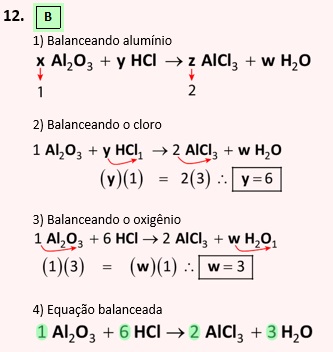 12. B
1) Balanceando alumínio
x Al₂O₃ + y HCl → z AlCl₃ + w H₂O
1 2
2) Balanceando o cloro
1 Al₂O₃ + y HCl₁ → 2 AlCl₃ + w H₂O
(y)(1) = 2(3) ∴ y = 6
3) Balanceando o oxigênio
1 Al₂O₃ + 6 HCl → 2 AlCl₃ + w H₂O₁
(1)(3) = (w)(1) ∴ w = 3
4) Equação balanceada
1 Al₂O₃ + 6 HCl → 2 AlCl₃ + 3 H₂O